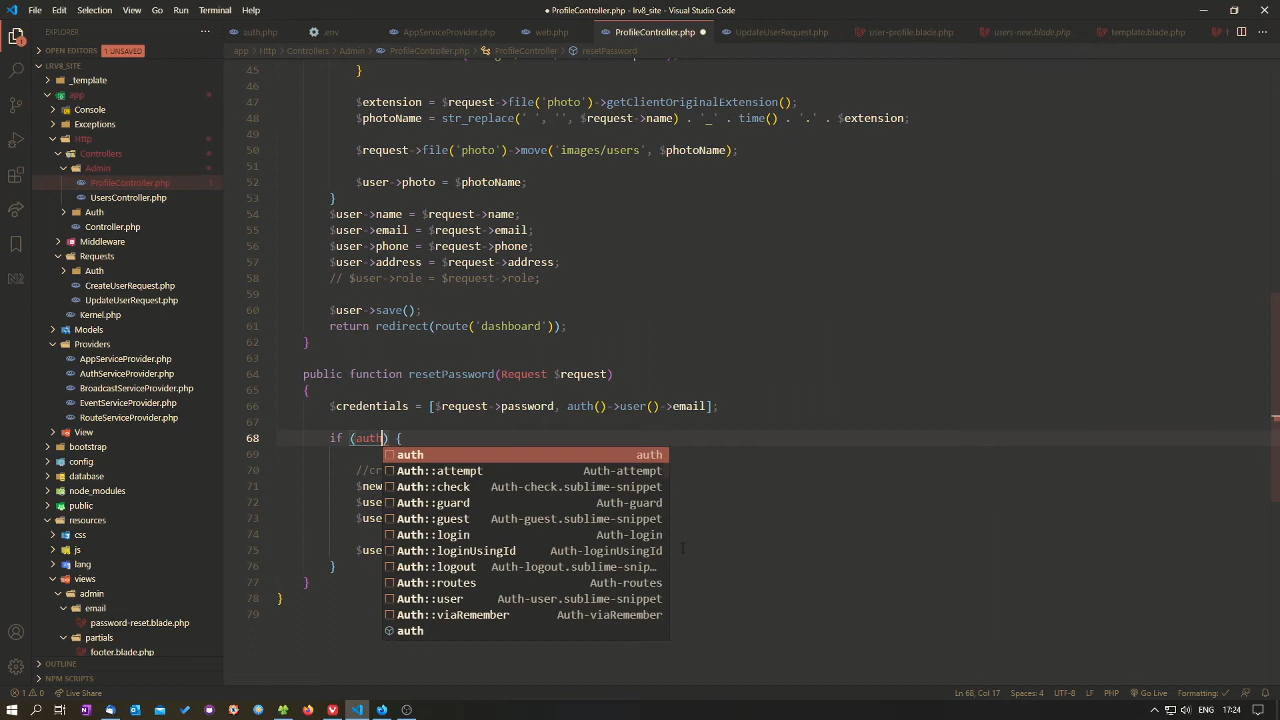 File Edit Selection View Go Run Terminal Help
● ProfileController.php - lrv8_site - Visual Studio Code
EXPLORER
OPEN EDITORS 1 UNSAVED
LRV8_SITE
_template
app
Console
Exceptions
Http
Controllers
Admin
ProfileController.php 1
UsersController.php
Auth
Controller.php
Middleware
Requests
Auth
CreateUserRequest.php
UpdateUserRequest.php
Kernel.php
Models
Providers
AppServiceProvider.php
AuthServiceProvider.php
BroadcastServiceProvider.php
EventServiceProvider.php
RouteServiceProvider.php
View
bootstrap
config
database
node_modules
public
resources
css
js
lang
views
admin
email
password-reset.blade.php
partials
footer.blade.php
OUTLINE
NPM SCRIPTS
auth.php .env AppServiceProvider.php web.php ProfileController.php UpdateUserRequest.php user-profile.blade.php users-new.blade.php template.blade.php
app > Http > Controllers > Admin > ProfileController.php > ProfileController > resetPassword
45 }
46
47 $extension = $request->file('photo')->getClientOriginalExtension();
48 $photoName = str_replace(' ', '', $request->name) . '_' . time() . '.' . $extension;
49
50 $request->file('photo')->move('images/users', $photoName);
51
52 $user->photo = $photoName;
53 }
54 $user->name = $request->name;
55 $user->email = $request->email;
56 $user->phone = $request->phone;
57 $user->address = $request->address;
58 // $user->role = $request->role;
59
60 $user->save();
61 return redirect(route('dashboard'));
62 }
63
64 public function resetPassword(Request $request)
65 {
66 $credentials = [$request->password, auth()->user()->email];
67
68 if (auth) {
69
70 //cr
71 $new
72 $use
73 $use
74
75 $use
76 }
77 }
78 }
79
auth auth
Auth::attempt Auth-attempt
Auth::check Auth-check.sublime-snippet
Auth::guard Auth-guard
Auth::guest Auth-guest.sublime-snippet
Auth::login Auth-login
Auth::loginUsingId Auth-loginUsingId
Auth::logout Auth-logout.sublime-snip…
Auth::routes Auth-routes
Auth::user Auth-user.sublime-snippet
Auth::viaRemember Auth-viaRemember
auth
1 0 Live Share
Ln 68, Col 17 Spaces: 4 UTF-8 LF PHP Go Live Formatting: ✓
ENG 17:24